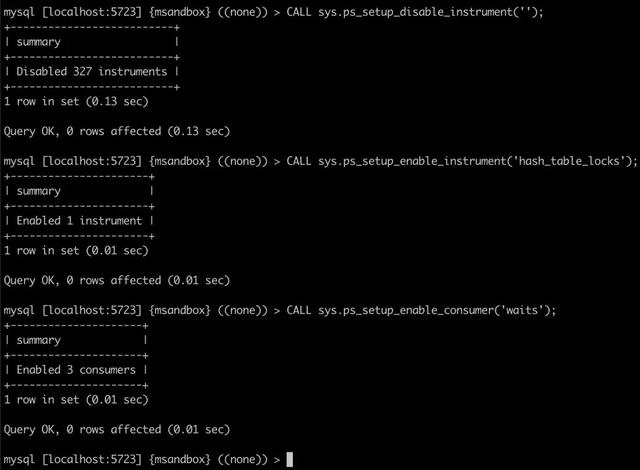 mysql [localhost:5723] {msandbox} ((none)) > CALL sys.ps_setup_disable_instrument('');
+-------------------------+
| summary                 |
+-------------------------+
| Disabled 327 instruments |
+-------------------------+
1 row in set (0.13 sec)

Query OK, 0 rows affected (0.13 sec)

mysql [localhost:5723] {msandbox} ((none)) > CALL sys.ps_setup_enable_instrument('hash_table_locks');
+----------------------+
| summary              |
+----------------------+
| Enabled 1 instrument |
+----------------------+
1 row in set (0.01 sec)

Query OK, 0 rows affected (0.01 sec)

mysql [localhost:5723] {msandbox} ((none)) > CALL sys.ps_setup_enable_consumer('waits');
+---------------------+
| summary             |
+---------------------+
| Enabled 3 consumers |
+---------------------+
1 row in set (0.01 sec)

Query OK, 0 rows affected (0.01 sec)

mysql [localhost:5723] {msandbox} ((none)) >